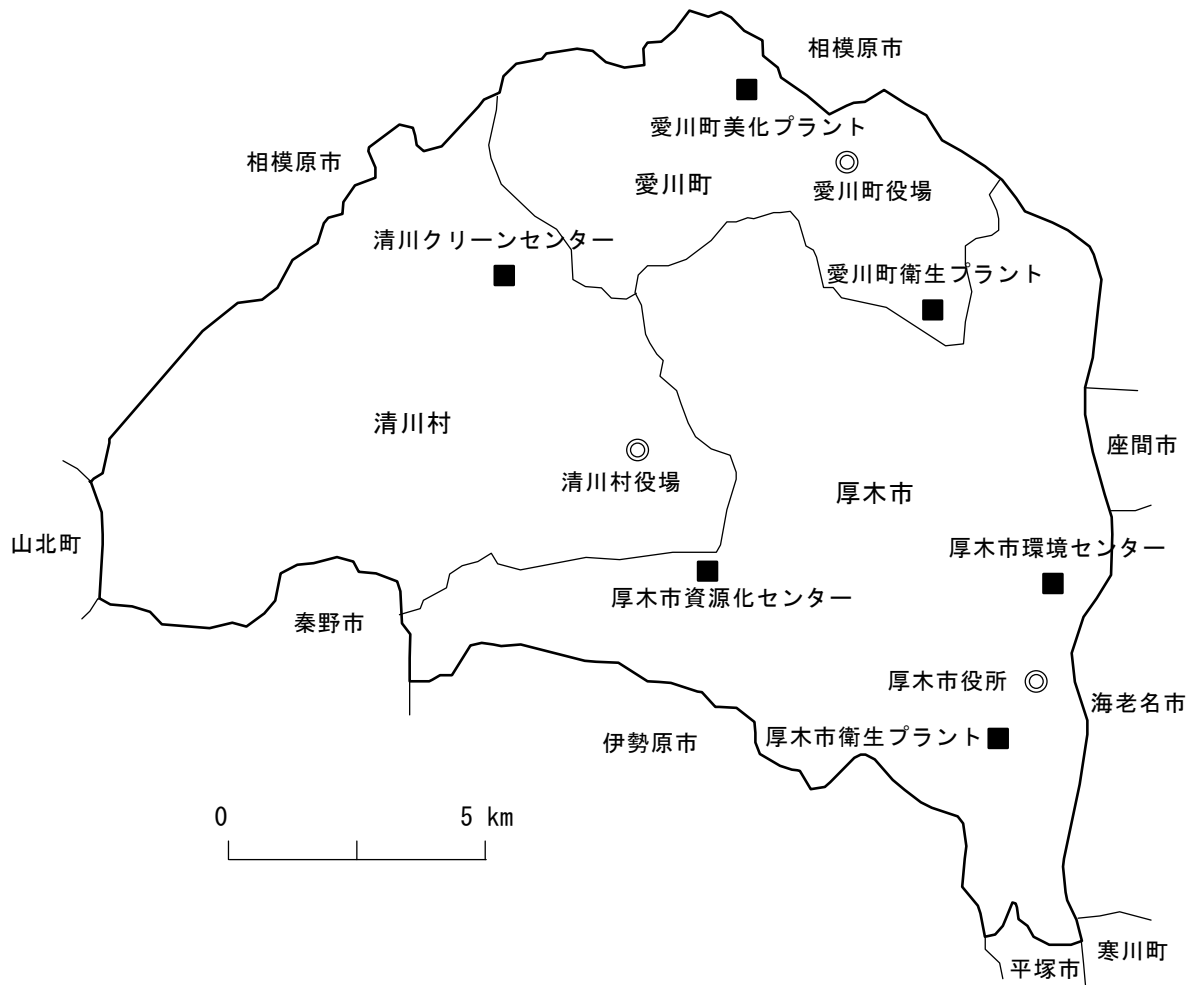 相模原市
愛川町美化プラント
相模原市
愛川町
愛川町役場
清川クリーンセンター
愛川町衛生プラント
清川村
座間市
清川村役場
厚木市
山北町
厚木市環境センター
厚木市資源化センター
秦野市
厚木市役所
海老名市
伊勢原市
厚木市衛生プラント
0 5 km
寒川町
平塚市